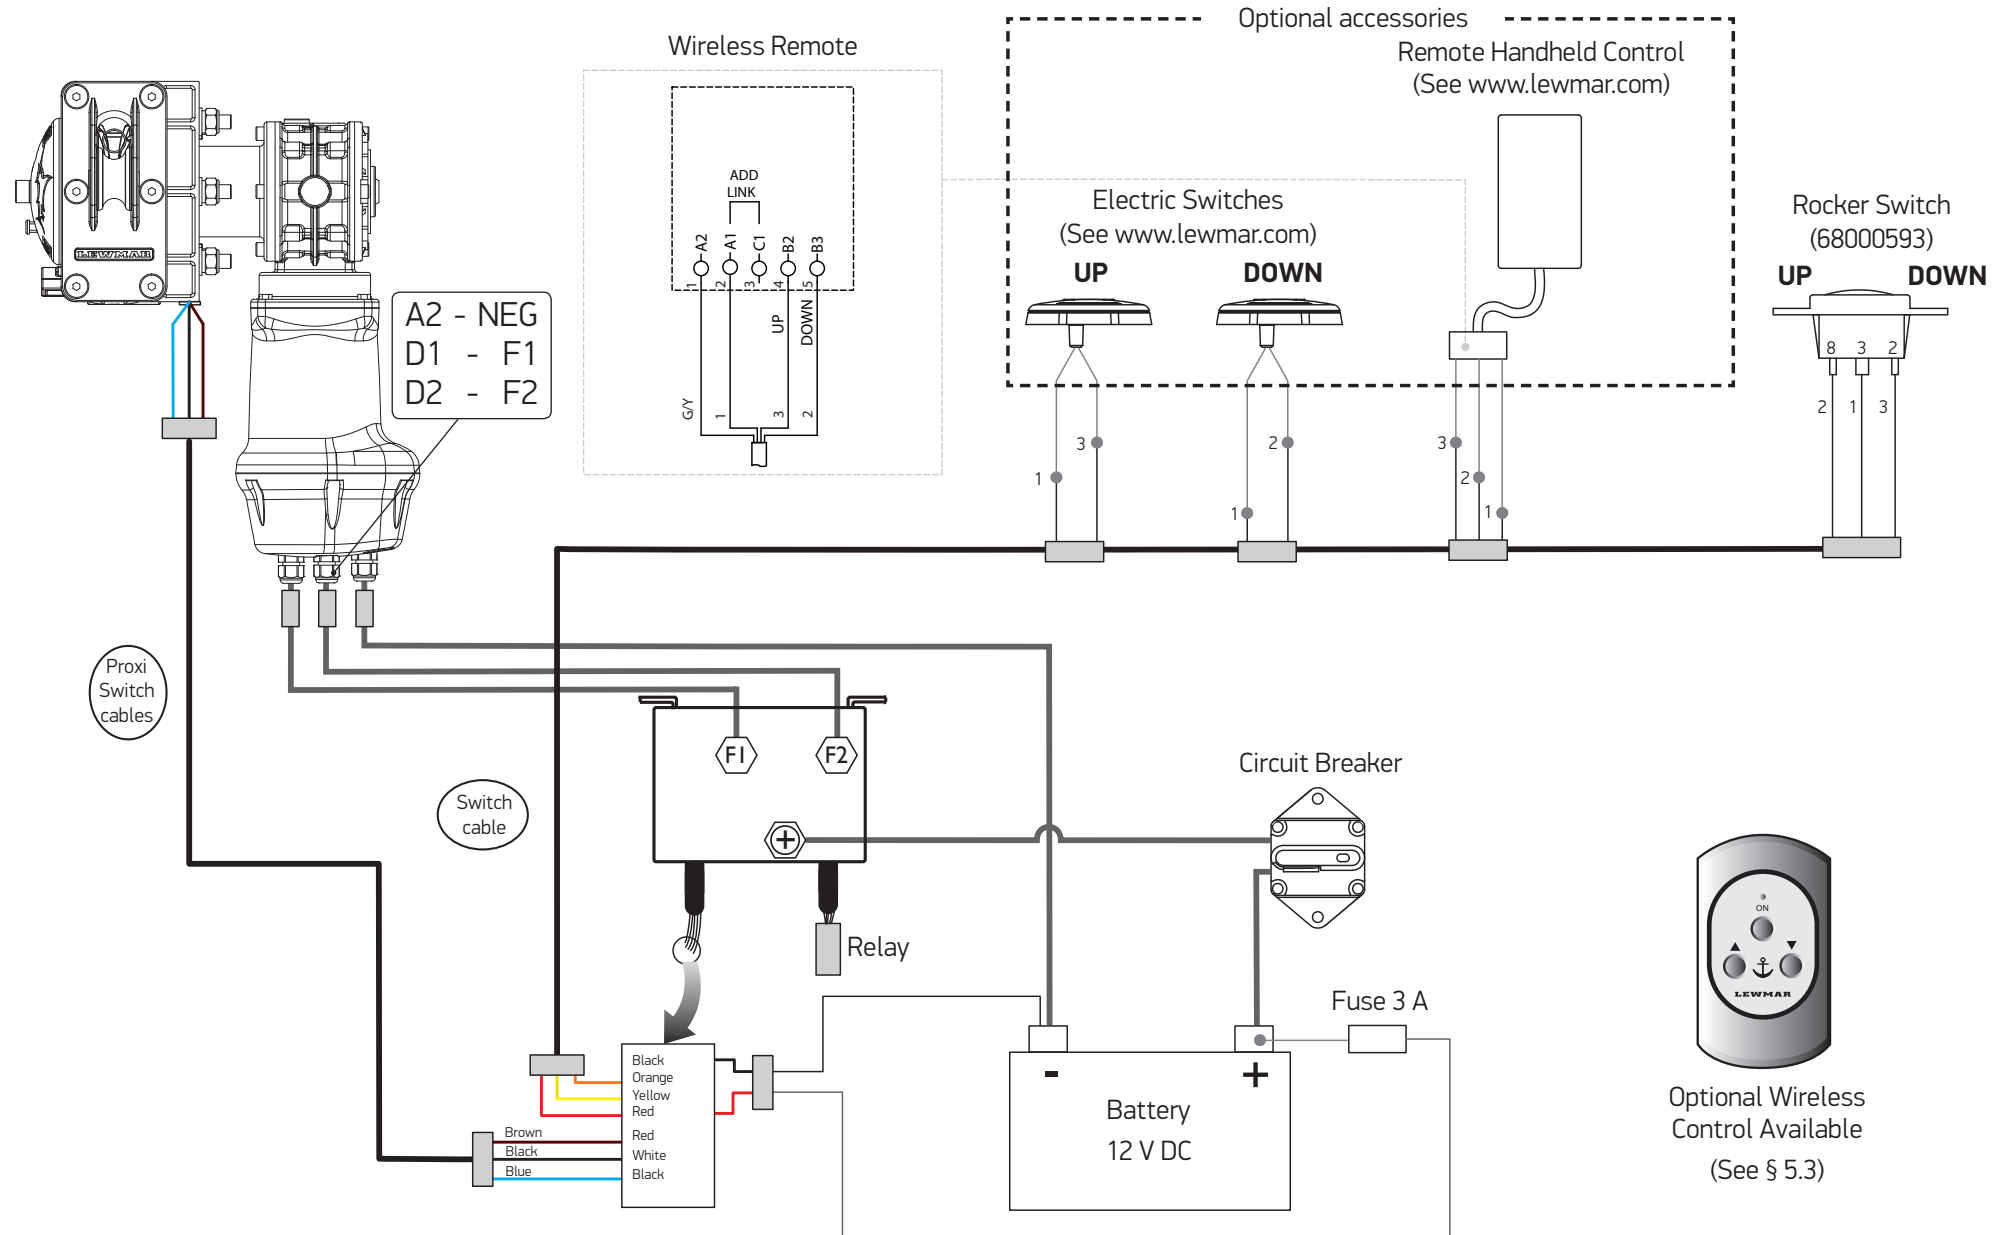 Optional accessories
Wireless Remote
Remote Handheld Control
(See www.lewmar.com)
ADD
LINK
A2
A1
C1
B2
B3
1
2
3
4
5
UP
DOWN
G/Y
1
3
2
Electric Switches
(See www.lewmar.com)
UP
DOWN
Rocker Switch
(68000593)
UP
DOWN
8
3
2
2
1
3
3
1
2
1
3
2
1
LEWMAR
A2 - NEG
D1 - F1
D2 - F2
Proxi
Switch
cables
Switch
cable
F1
F2
+
Circuit Breaker
Relay
Fuse 3 A
Black
Orange
Yellow
Red
Brown
Red
Black
White
Blue
Black
-
+
Battery
12 V DC
ON
LEWMAR
Optional Wireless
Control Available
(See § 5.3)